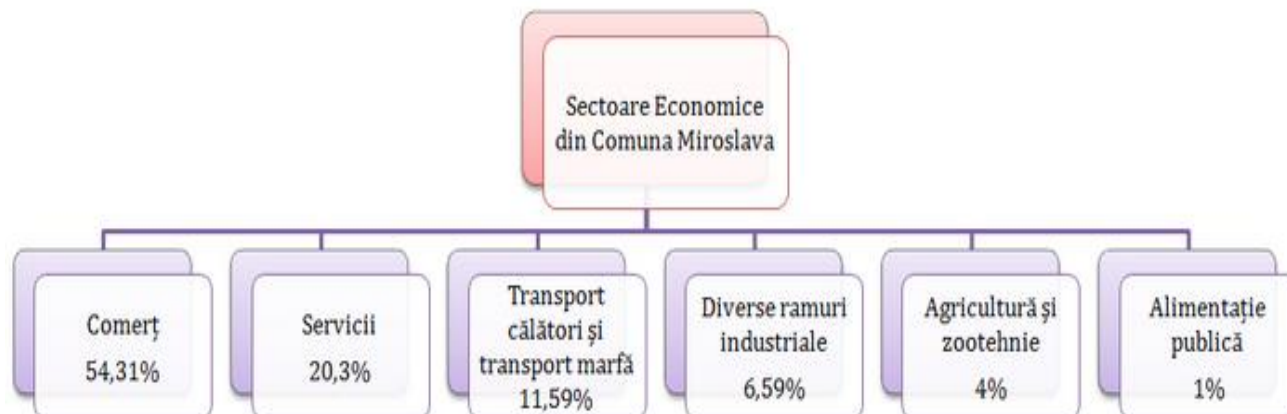 Sectoare Economice
din Comuna Miroslava
Comerț
54,31%
Servicii
20,3%
Transport
călători și
transport marfă
11,59%
Diverse ramuri
industriale
6,59%
Agricultură și
zootehnie
4%
Alimentație
publică
1%